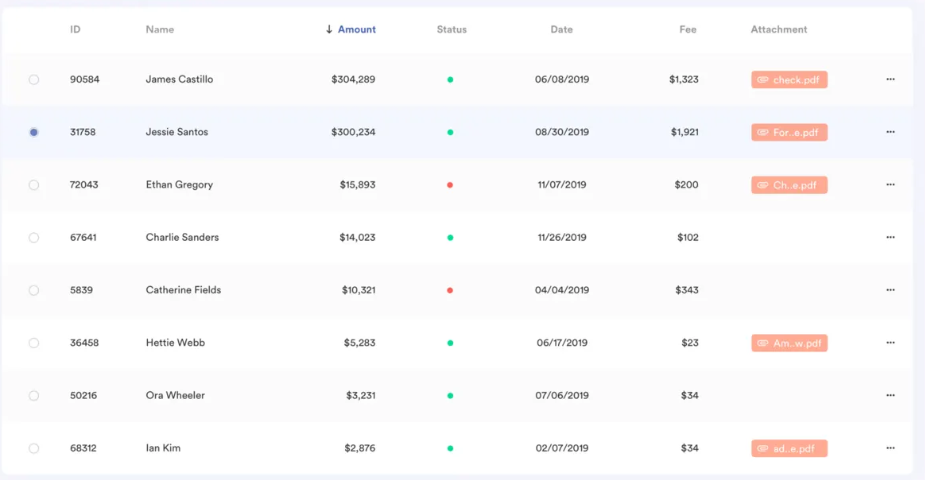 ID Name ↓ Amount Status Date Fee Attachment
90584 James Castillo $304,289 06/08/2019 $1,323 check.pdf ...
31758 Jessie Santos $300,234 08/30/2019 $1,921 For..e.pdf ...
72043 Ethan Gregory $15,893 11/07/2019 $200 Ch..e.pdf ...
67641 Charlie Sanders $14,023 11/26/2019 $102 ...
5839 Catherine Fields $10,321 04/04/2019 $343 ...
36458 Hettie Webb $5,283 06/17/2019 $23 Am..w.pdf ...
50216 Ora Wheeler $3,231 07/06/2019 $34 ...
68312 Ian Kim $2,876 02/07/2019 $34 ad..e.pdf ...